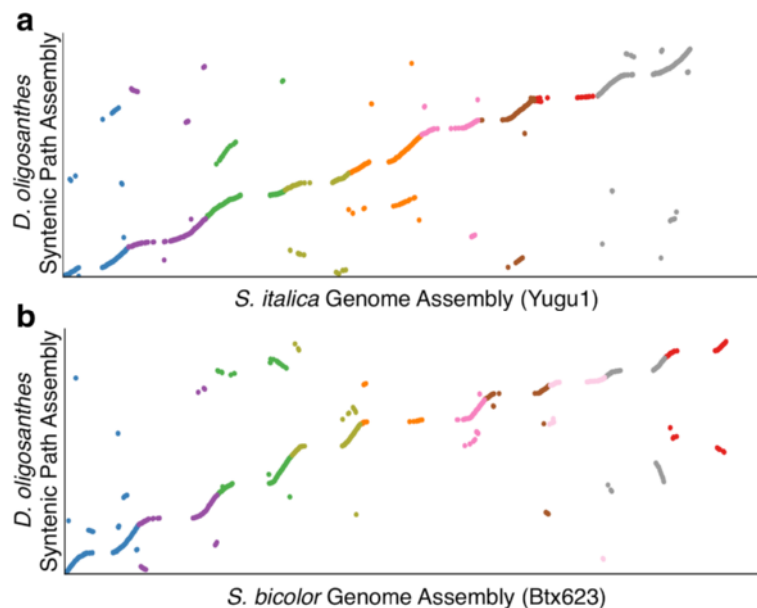 a
D. oligosanthes
Syntenic Path Assembly
S. italica Genome Assembly (Yugu1)
b
D. oligosanthes
Syntenic Path Assembly
S. bicolor Genome Assembly (Btx623)